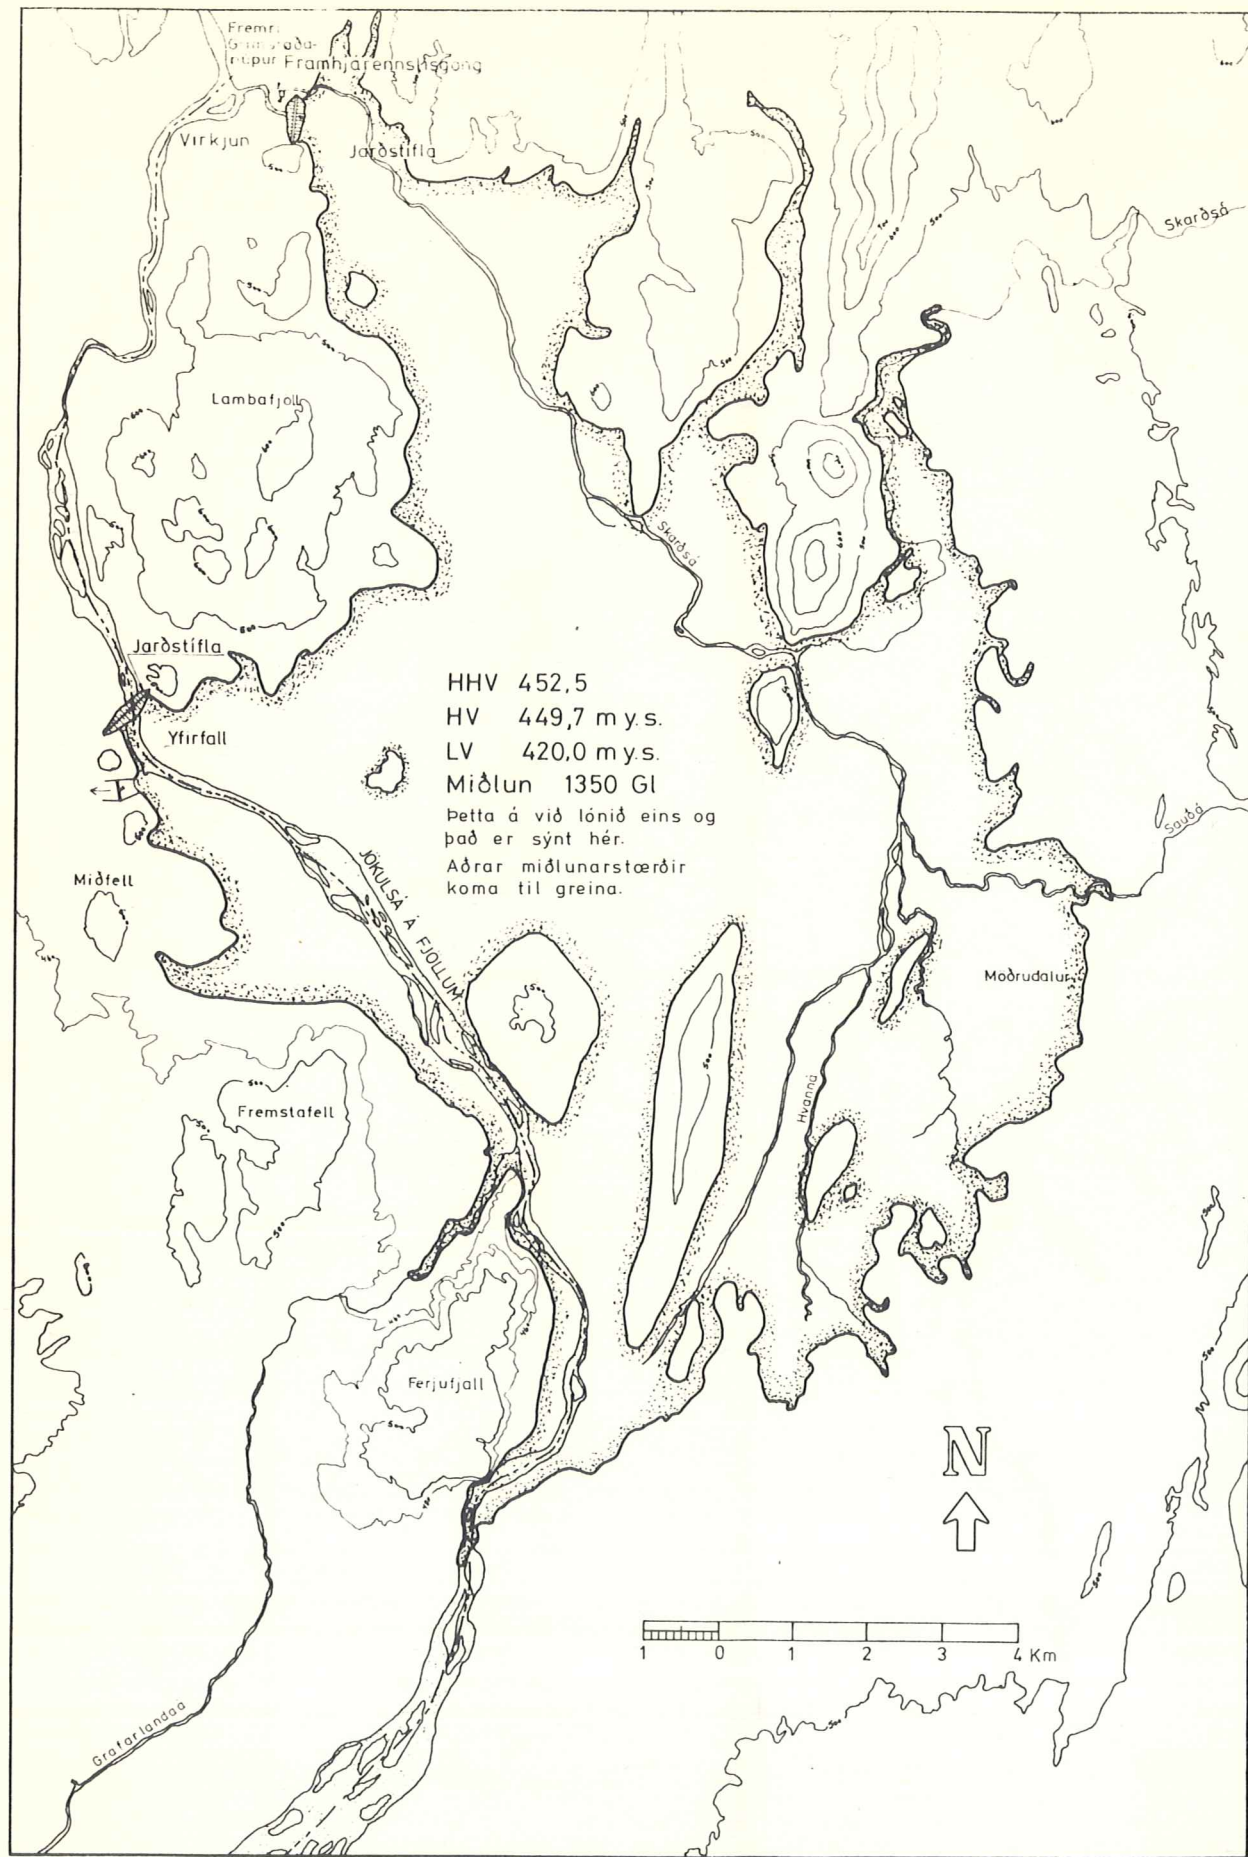 Fremri
Framhjárennslisgöng
Virkjun
Jarðstífla
Skarðsá
Lambafjöll
Skarðsá
Jarðstífla
Yfirfall
HHV 452,5
HV 449,7 m y.s.
LV 420,0 m y.s.
Miðlun 1350 Gl
Þetta á við lónið eins og
það er sýnt hér.
Aðrar miðlunarstærðir
koma til greina.
Sauðá
Miðfell
JÖKULSÁ Á FJÖLLUM
Möðrudalur
Hvanná
Fremstafell
Ferjufjall
N
1 0 1 2 3 4 Km
Grafarlandaá